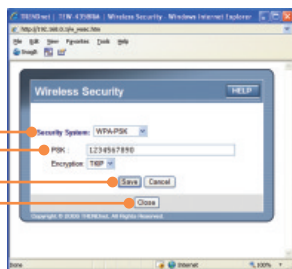 TRENDnet | TEW-435BRM | Wireless Security - Windows Internet Explorer
File Edit View Favorites Tools Help
Google
Wireless Security
HELP
Security System: WPA-PSK
PSK: 1234567890
Encryption: TKIP
Save Cancel
Close
Copyright © 2006 TRENDnet. All Rights Reserved.
Done
Internet
100%